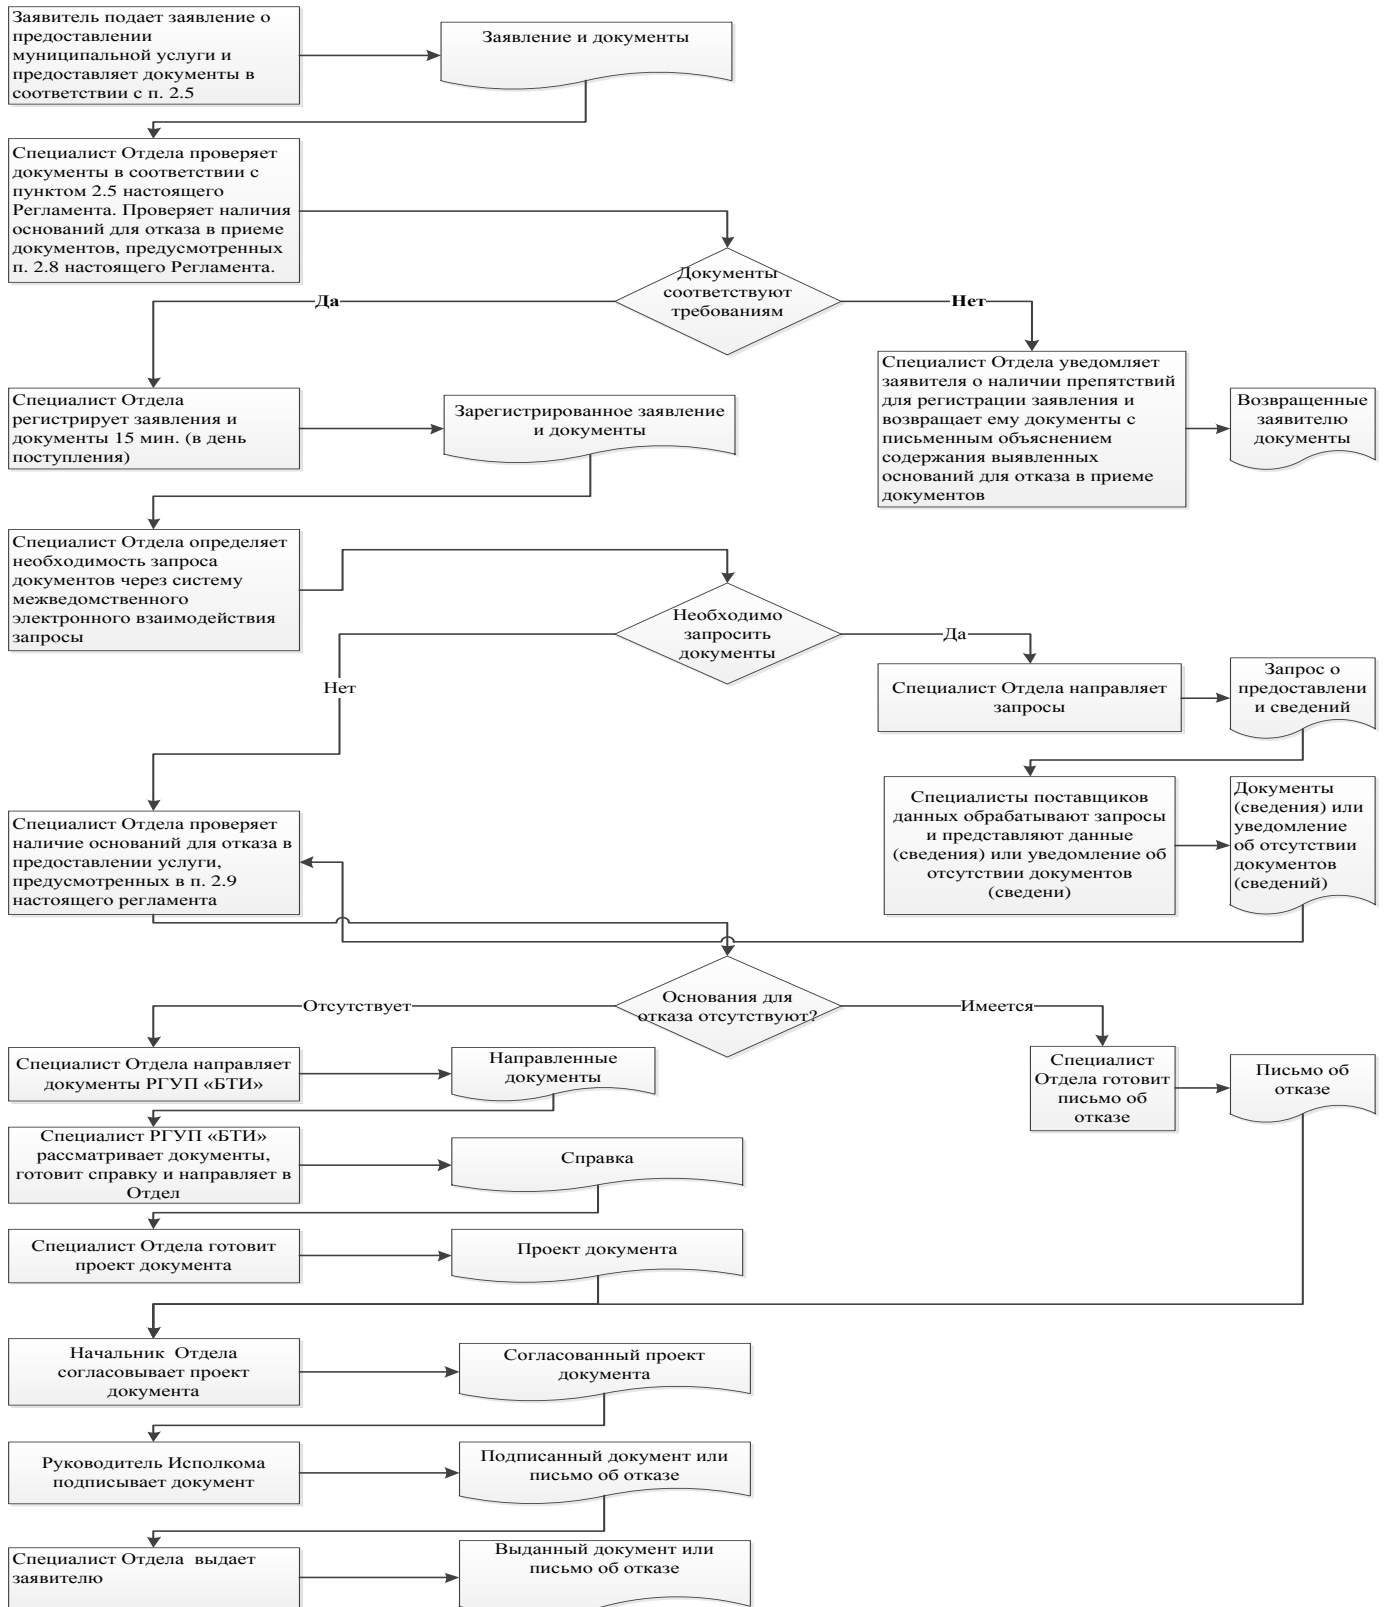 Заявитель подает заявление о
предоставлении
муниципальной услуги и
предоставляет документы в
соответствии с п. 2.5
Заявление и документы
Специалист Отдела проверяет
документы в соответствии с
пунктом 2.5 настоящего
Регламента. Проверяет наличия
оснований для отказа в приеме
документов, предусмотренных
п. 2.8 настоящего Регламента.
Документы
соответствуют
требованиям
Да
Нет
Специалист Отдела
регистрирует заявления и
документы 15 мин. (в день
поступления)
Зарегистрированное заявление
и документы
Специалист Отдела уведомляет
заявителя о наличии препятствий
для регистрации заявления и
возвращает ему документы с
письменным объяснением
содержания выявленных
оснований для отказа в приеме
документов
Возвращенные
заявителю
документы
Специалист Отдела определяет
необходимость запроса
документов через систему
межведомственного
электронного взаимодействия
запросы
Необходимо
запросить
документы
Да
Нет
Специалист Отдела направляет
запросы
Запрос о
предоставлени
и сведений
Специалисты поставщиков
данных обрабатывают запросы
и представляют данные
(сведения) или уведомление об
отсутствии документов
(сведени)
Документы
(сведения) или
уведомление
об отсутствии
документов
(сведений)
Специалист Отдела проверяет
наличие оснований для отказа в
предоставлении услуги,
предусмотренных в п. 2.9
настоящего регламента
Основания для
отказа отсутствуют?
Отсутствует
Имеется
Специалист Отдела направляет
документы РГУП «БТИ»
Направленные
документы
Специалист
Отдела готовит
письмо об
отказе
Письмо об
отказе
Специалист РГУП «БТИ»
рассматривает документы,
готовит справку и направляет в
Отдел
Справка
Специалист Отдела готовит
проект документа
Проект документа
Начальник Отдела
согласовывает проект
документа
Согласованный проект
документа
Руководитель Исполкома
подписывает документ
Подписанный документ или
письмо об отказе
Специалист Отдела выдает
заявителю
Выданный документ или
письмо об отказе